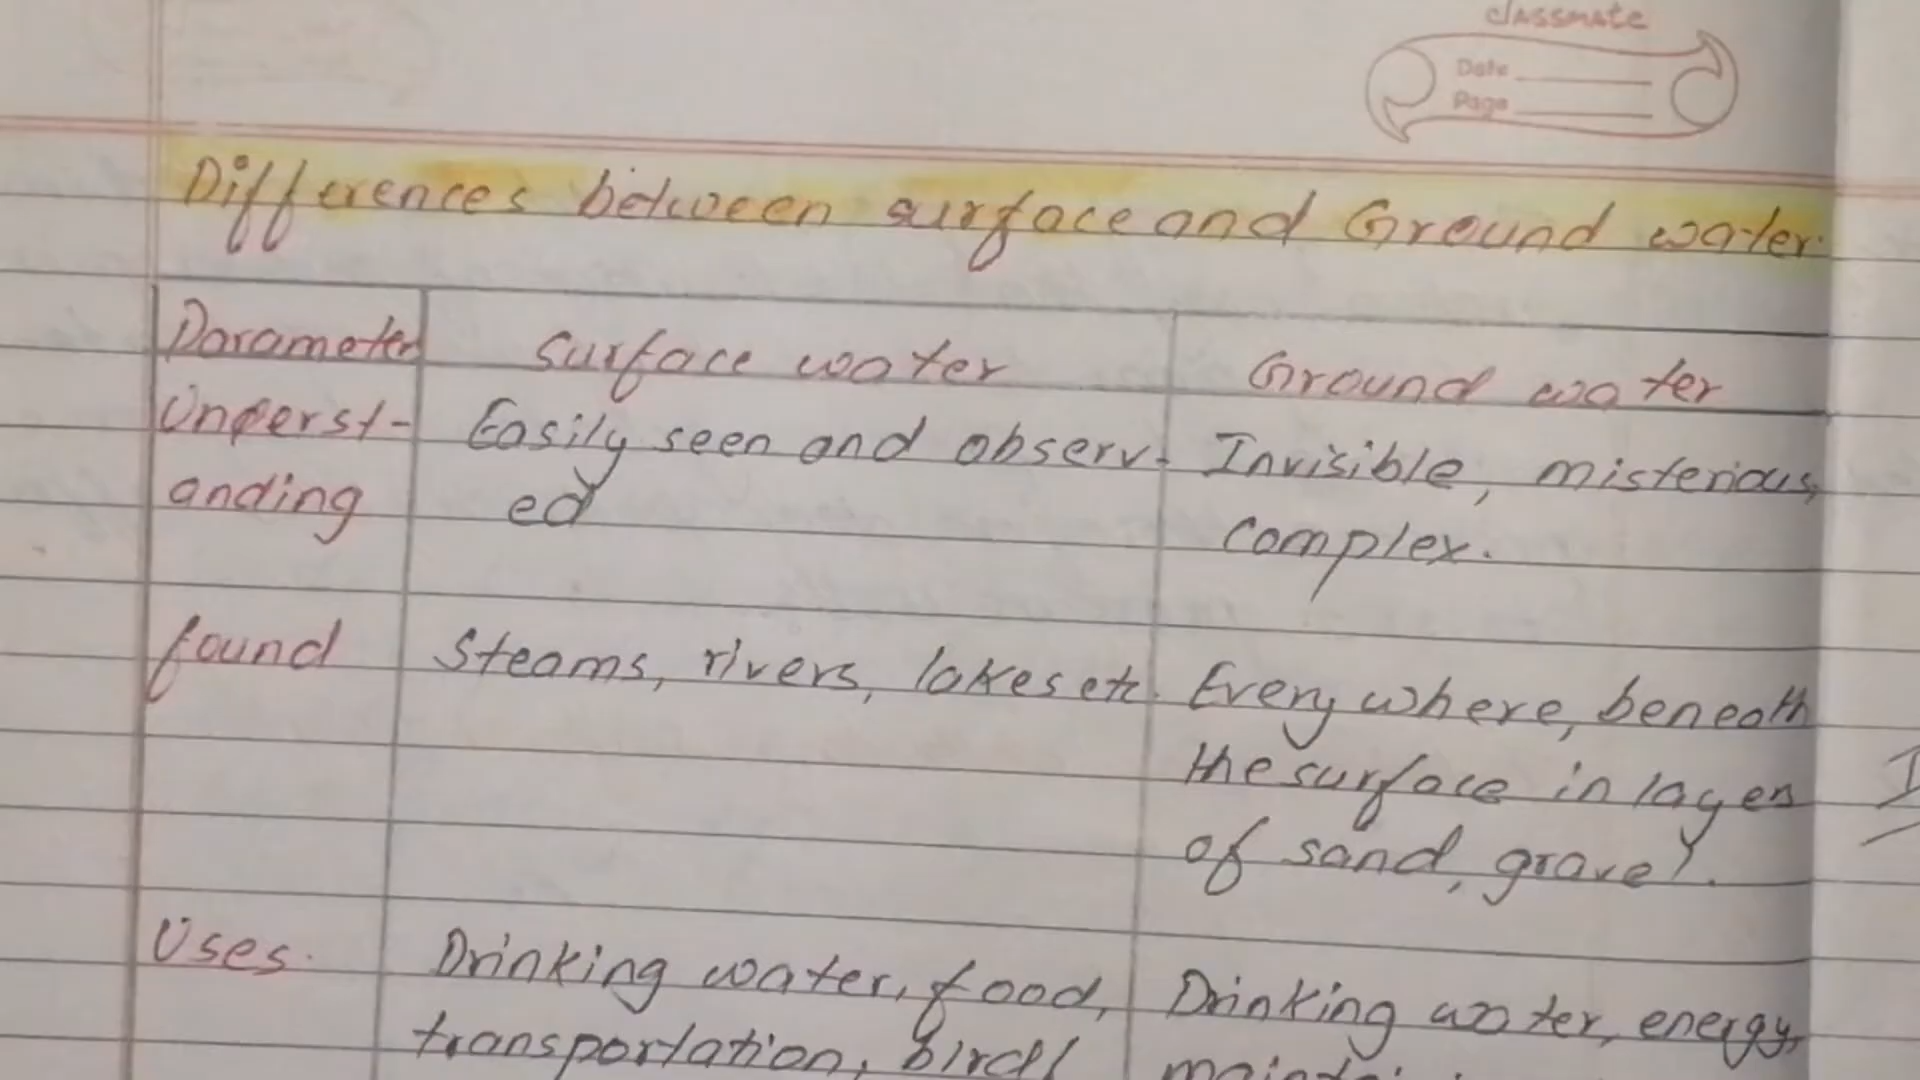 classmate
Date
Page
Differences between surface and Ground water.
Parameter surface water Ground water
Underst- Easily seen and observ- Invisible, misterious,
anding ed complex.
found Steams, rivers, lakes etc. Every where, beneath
the surface in layers
of sand, gravel.
Uses. Drinking water, food, Drinking water, energy,
transportation,